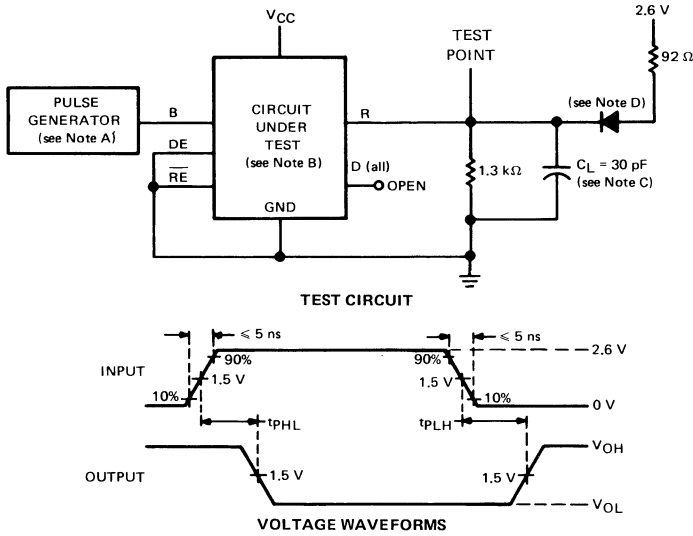 VCC
2.6 V
TEST
POINT
92 Ω
PULSE
GENERATOR
(see Note A)
B
DE
RE
CIRCUIT
UNDER
TEST
(see Note B)
GND
R
D (all)
OPEN
(see Note D)
1.3 kΩ
CL = 30 pF
(see Note C)
TEST CIRCUIT
⩽ 5 ns
⩽ 5 ns
INPUT
90%
1.5 V
10%
90%
1.5 V
10%
2.6 V
0 V
tPHL
tPLH
OUTPUT
1.5 V
1.5 V
VOH
VOL
VOLTAGE WAVEFORMS